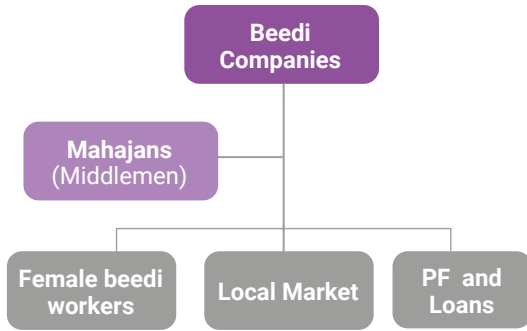 Beedi
Companies
Mahajans
(Middlemen)
Female beedi
workers
Local Market
PF and
Loans